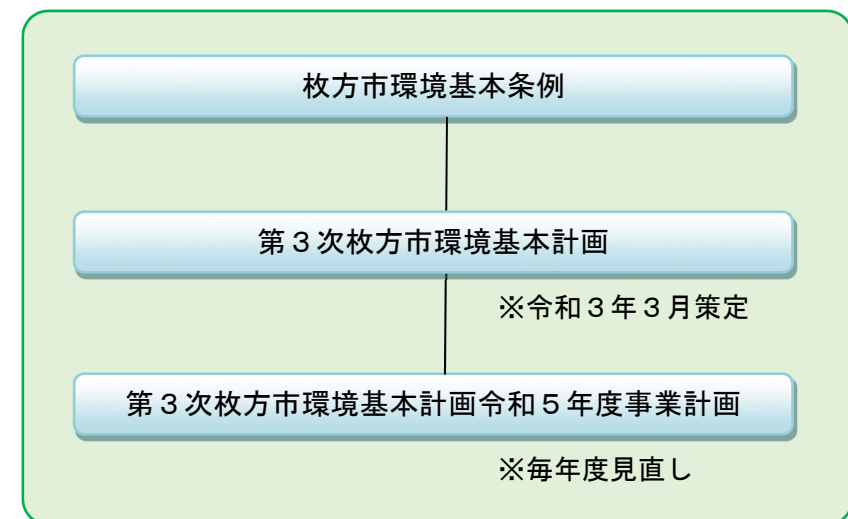 枚方市環境基本条例
第３次枚方市環境基本計画
※令和３年３月策定
第３次枚方市環境基本計画令和５年度事業計画
※毎年度見直し